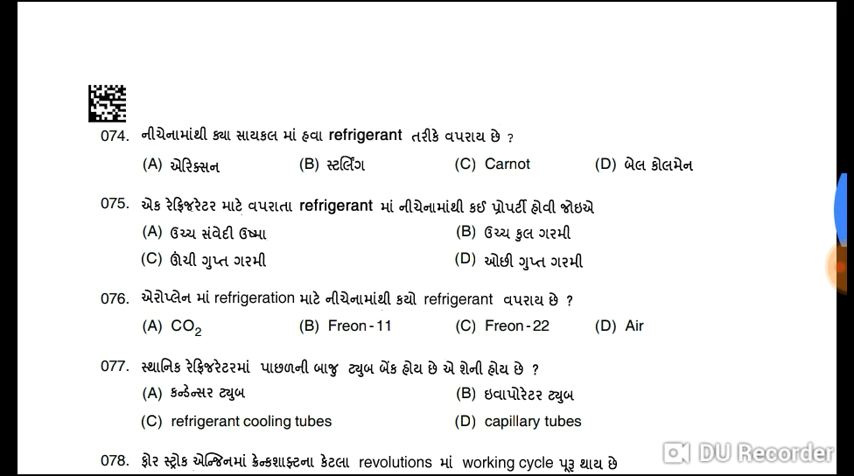 074. નીચેનામાંથી ક્યા સાયકલ માં હવા refrigerant તરીકે વપરાય છે ?
(A) એરિક્સન (B) સ્ટર્લિંગ (C) Carnot (D) બેલ કોલમેન
075. એક રેફ્રિજરેટર માટે વપરાતા refrigerant માં નીચેનામાંથી કઈ પ્રોપર્ટી હોવી જોઇએ
(A) ઉચ્ચ સંવેદી ઉષ્મા (B) ઉચ્ચ કુલ ગરમી
(C) ઊંચી ગુપ્ત ગરમી (D) ઓછી ગુપ્ત ગરમી
076. એરોપ્લેન માં refrigeration માટે નીચેનામાંથી કયો refrigerant વપરાય છે ?
(A) CO2 (B) Freon-11 (C) Freon-22 (D) Air
077. સ્થાનિક રેફ્રિજરેટરમાં પાછળની બાજુ ટ્યુબ બેંક હોય છે એ શેની હોય છે ?
(A) કન્ડેન્સર ટ્યુબ (B) ઇવાપોરેટર ટ્યુબ
(C) refrigerant cooling tubes (D) capillary tubes
078. ફોર સ્ટ્રોક એન્જિનમાં ક્રેન્કશાફ્ટના કેટલા revolutions માં working cycle પૂરૂ થાય છે
DU Recorder